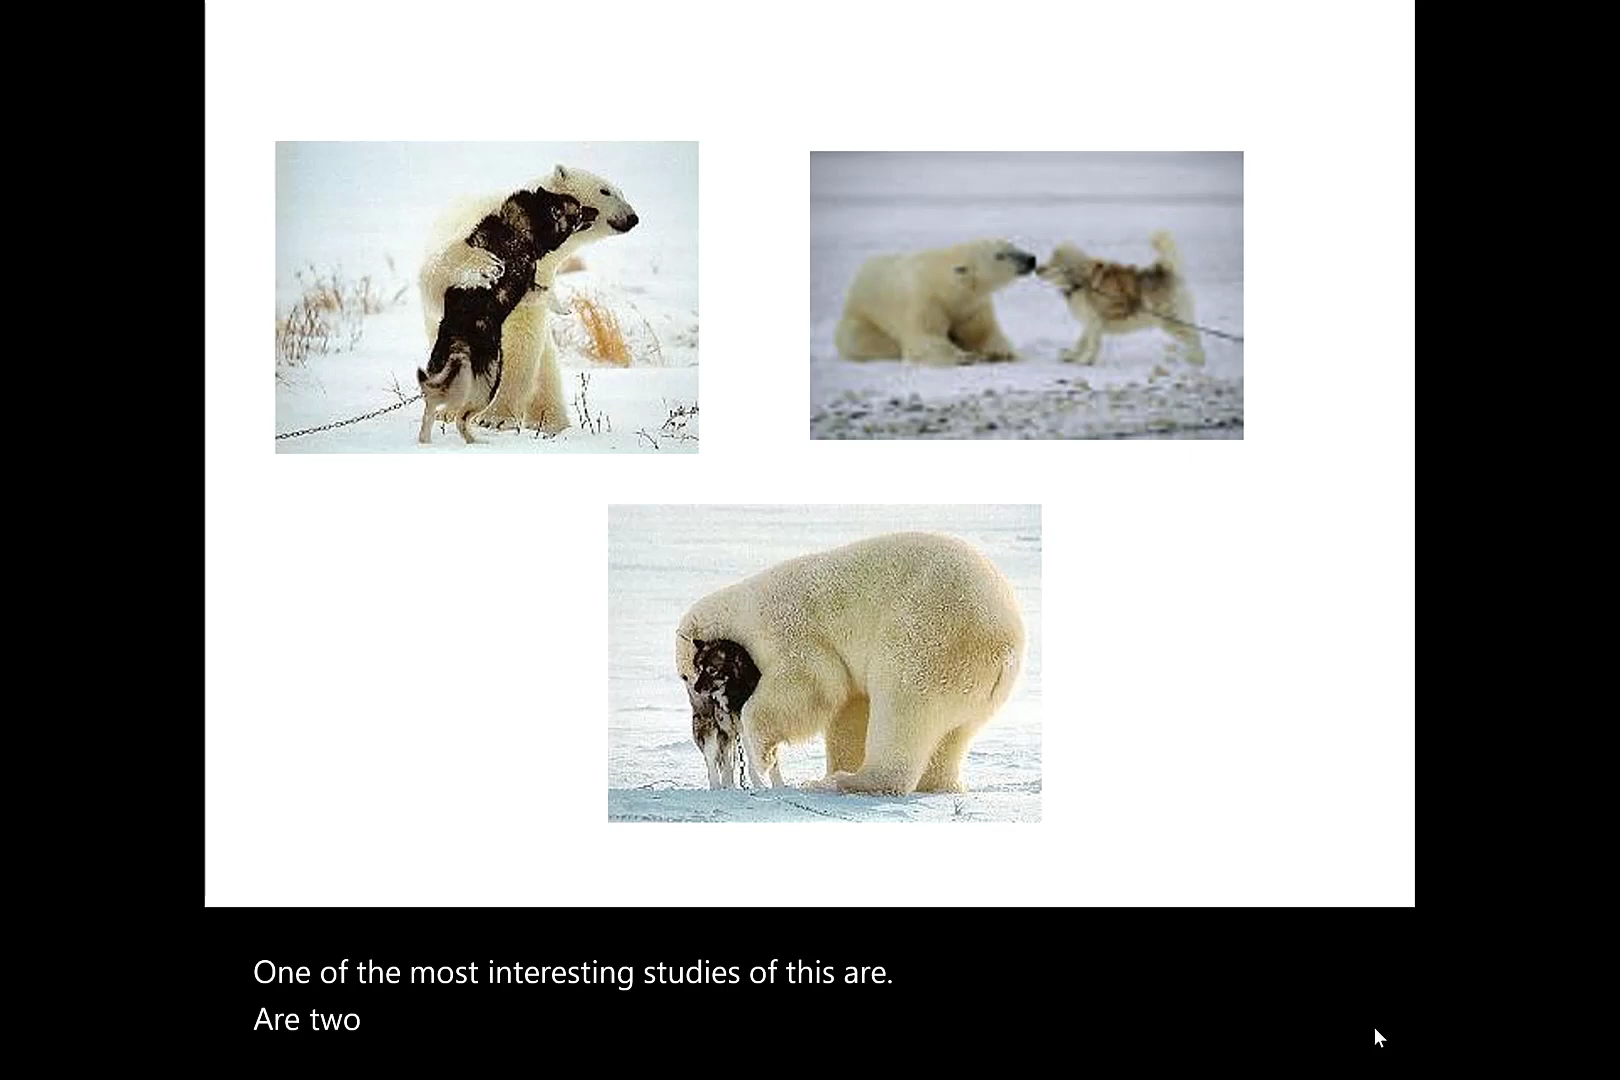 One of the most interesting studies of this are.
Are two